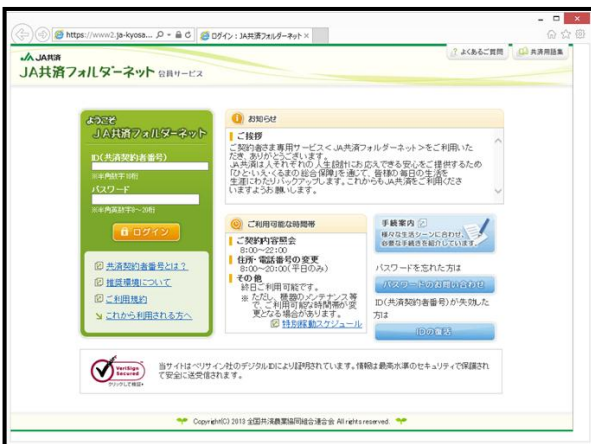 https://www2.ja-kyosa...
ログイン：JA共済フォルダーネット
JA共済
よくあるご質問
共済用語集
JA共済フォルダーネット 会員サービス
ようこそ
JA共済フォルダーネット
ID(共済契約者番号)
※半角数字10桁
パスワード
※半角英数字8～20桁
ログイン
共済契約者番号とは？
推奨環境について
ご利用規約
これから利用される方へ
お知らせ
ご挨拶
ご契約者さま専用サービス<JA共済フォルダーネット>をご利用いた
だき、ありがとうございます。
JA共済は人それぞれの人生設計にお応えできる安心をご提供するため
「ひと・いえ・くるまの総合保障」を通じて、皆様の毎日の生活を
生涯にわたりバックアップします。これからもJA共済をご利用くださ
いますようお願いします。
ご利用可能な時間帯
ご契約内容照会
8:00～22:00
住所・電話番号の変更
8:00～20:00(平日のみ)
その他
終日ご利用可能です。
※ ただし、機器のメンテナンス等
で、ご利用可能な時間帯が変
更となる場合があります。
特別稼動スケジュール
手続案内
様々な生活シーンに合わせ、
必要な手続きを紹介しています。
パスワードを忘れた方は
パスワードのお問い合わせ
ID(共済契約者番号)が失効した
方は
IDの復活
VeriSign
Secured
クリックして検証
当サイトはベリサイン社のデジタルIDにより証明されています。情報は最高水準のセキュリティで保護され
て安全に送受信されます。
Copyright(C) 2013 全国共済農業協同組合連合会 All rights reserved.